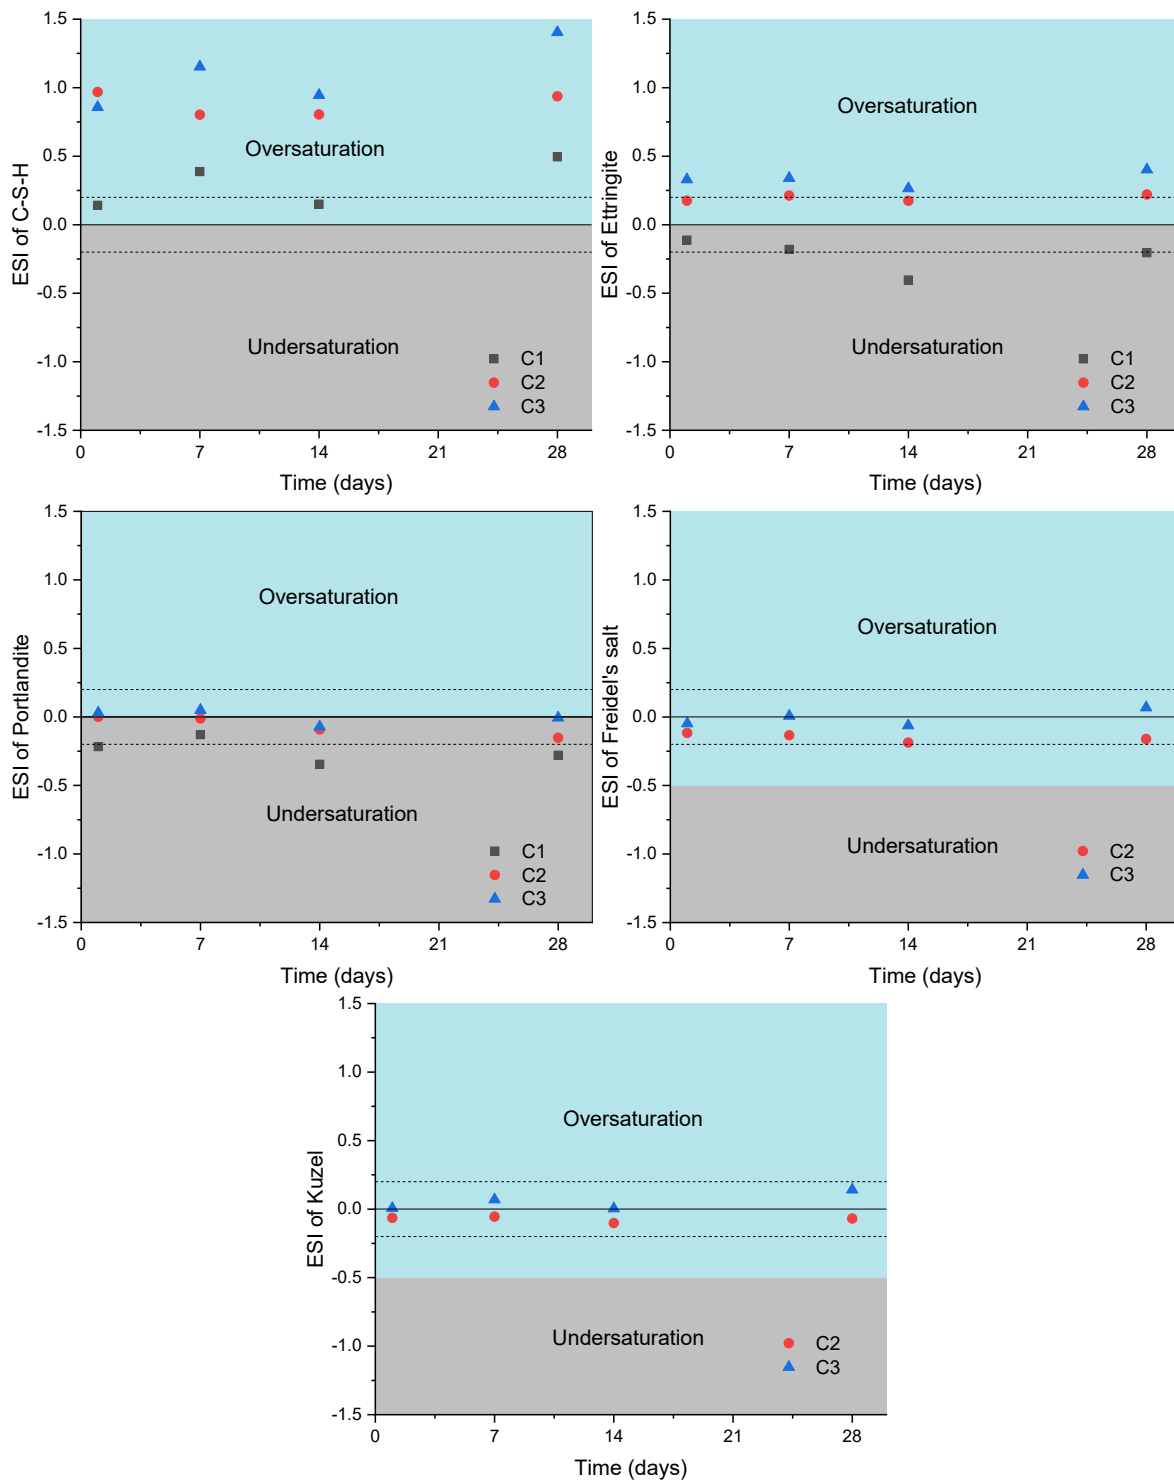 1.5
1.0
0.5
0.0
-0.5
-1.0
-1.5
ESI of C-S-H
Oversaturation
Undersaturation
C1
C2
C3
0 7 14 21 28
Time (days)
1.5
1.0
0.5
0.0
-0.5
-1.0
-1.5
ESI of Ettringite
Oversaturation
Undersaturation
C1
C2
C3
0 7 14 21 28
Time (days)
1.5
1.0
0.5
0.0
-0.5
-1.0
-1.5
ESI of Portlandite
Oversaturation
Undersaturation
C1
C2
C3
0 7 14 21 28
Time (days)
1.5
1.0
0.5
0.0
-0.5
-1.0
-1.5
ESI of Freidel's salt
Oversaturation
Undersaturation
C2
C3
0 7 14 21 28
Time (days)
1.5
1.0
0.5
0.0
-0.5
-1.0
-1.5
ESI of Kuzel
Oversaturation
Undersaturation
C2
C3
0 7 14 21 28
Time (days)